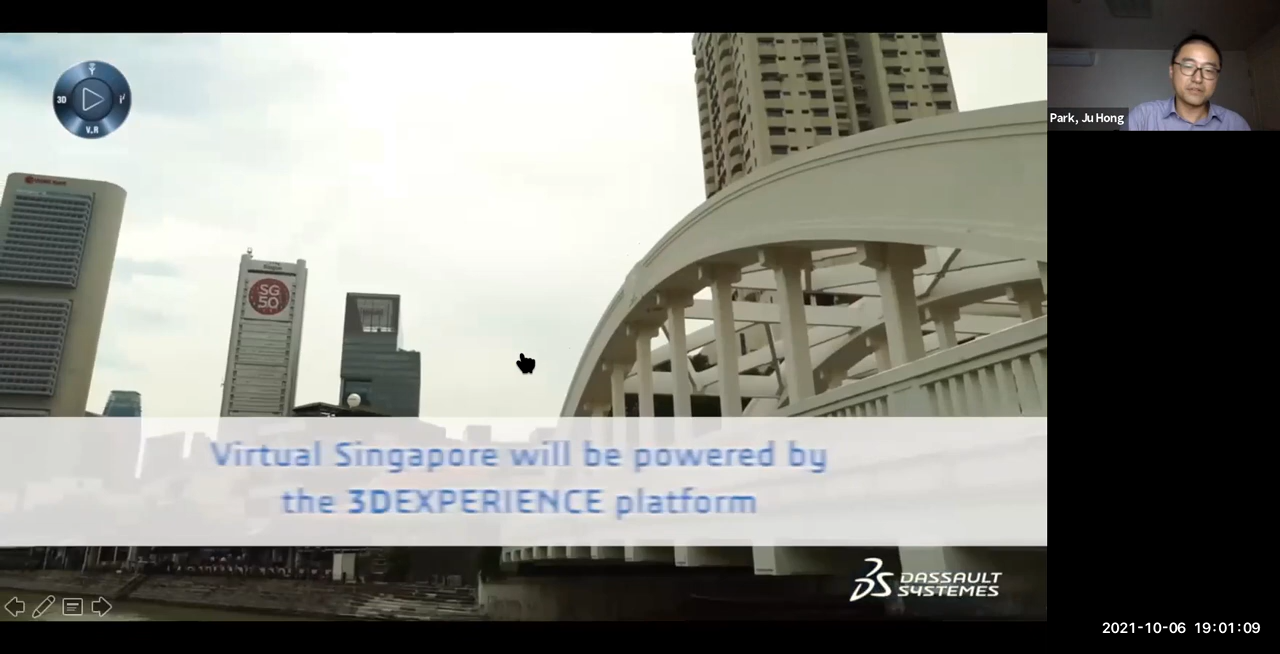 3D
V.R
Park, Ju Hong
SG
50
Virtual Singapore will be powered by
the 3DEXPERIENCE platform
DASSAULT
SYSTEMES
2021-10-06 19:01:09